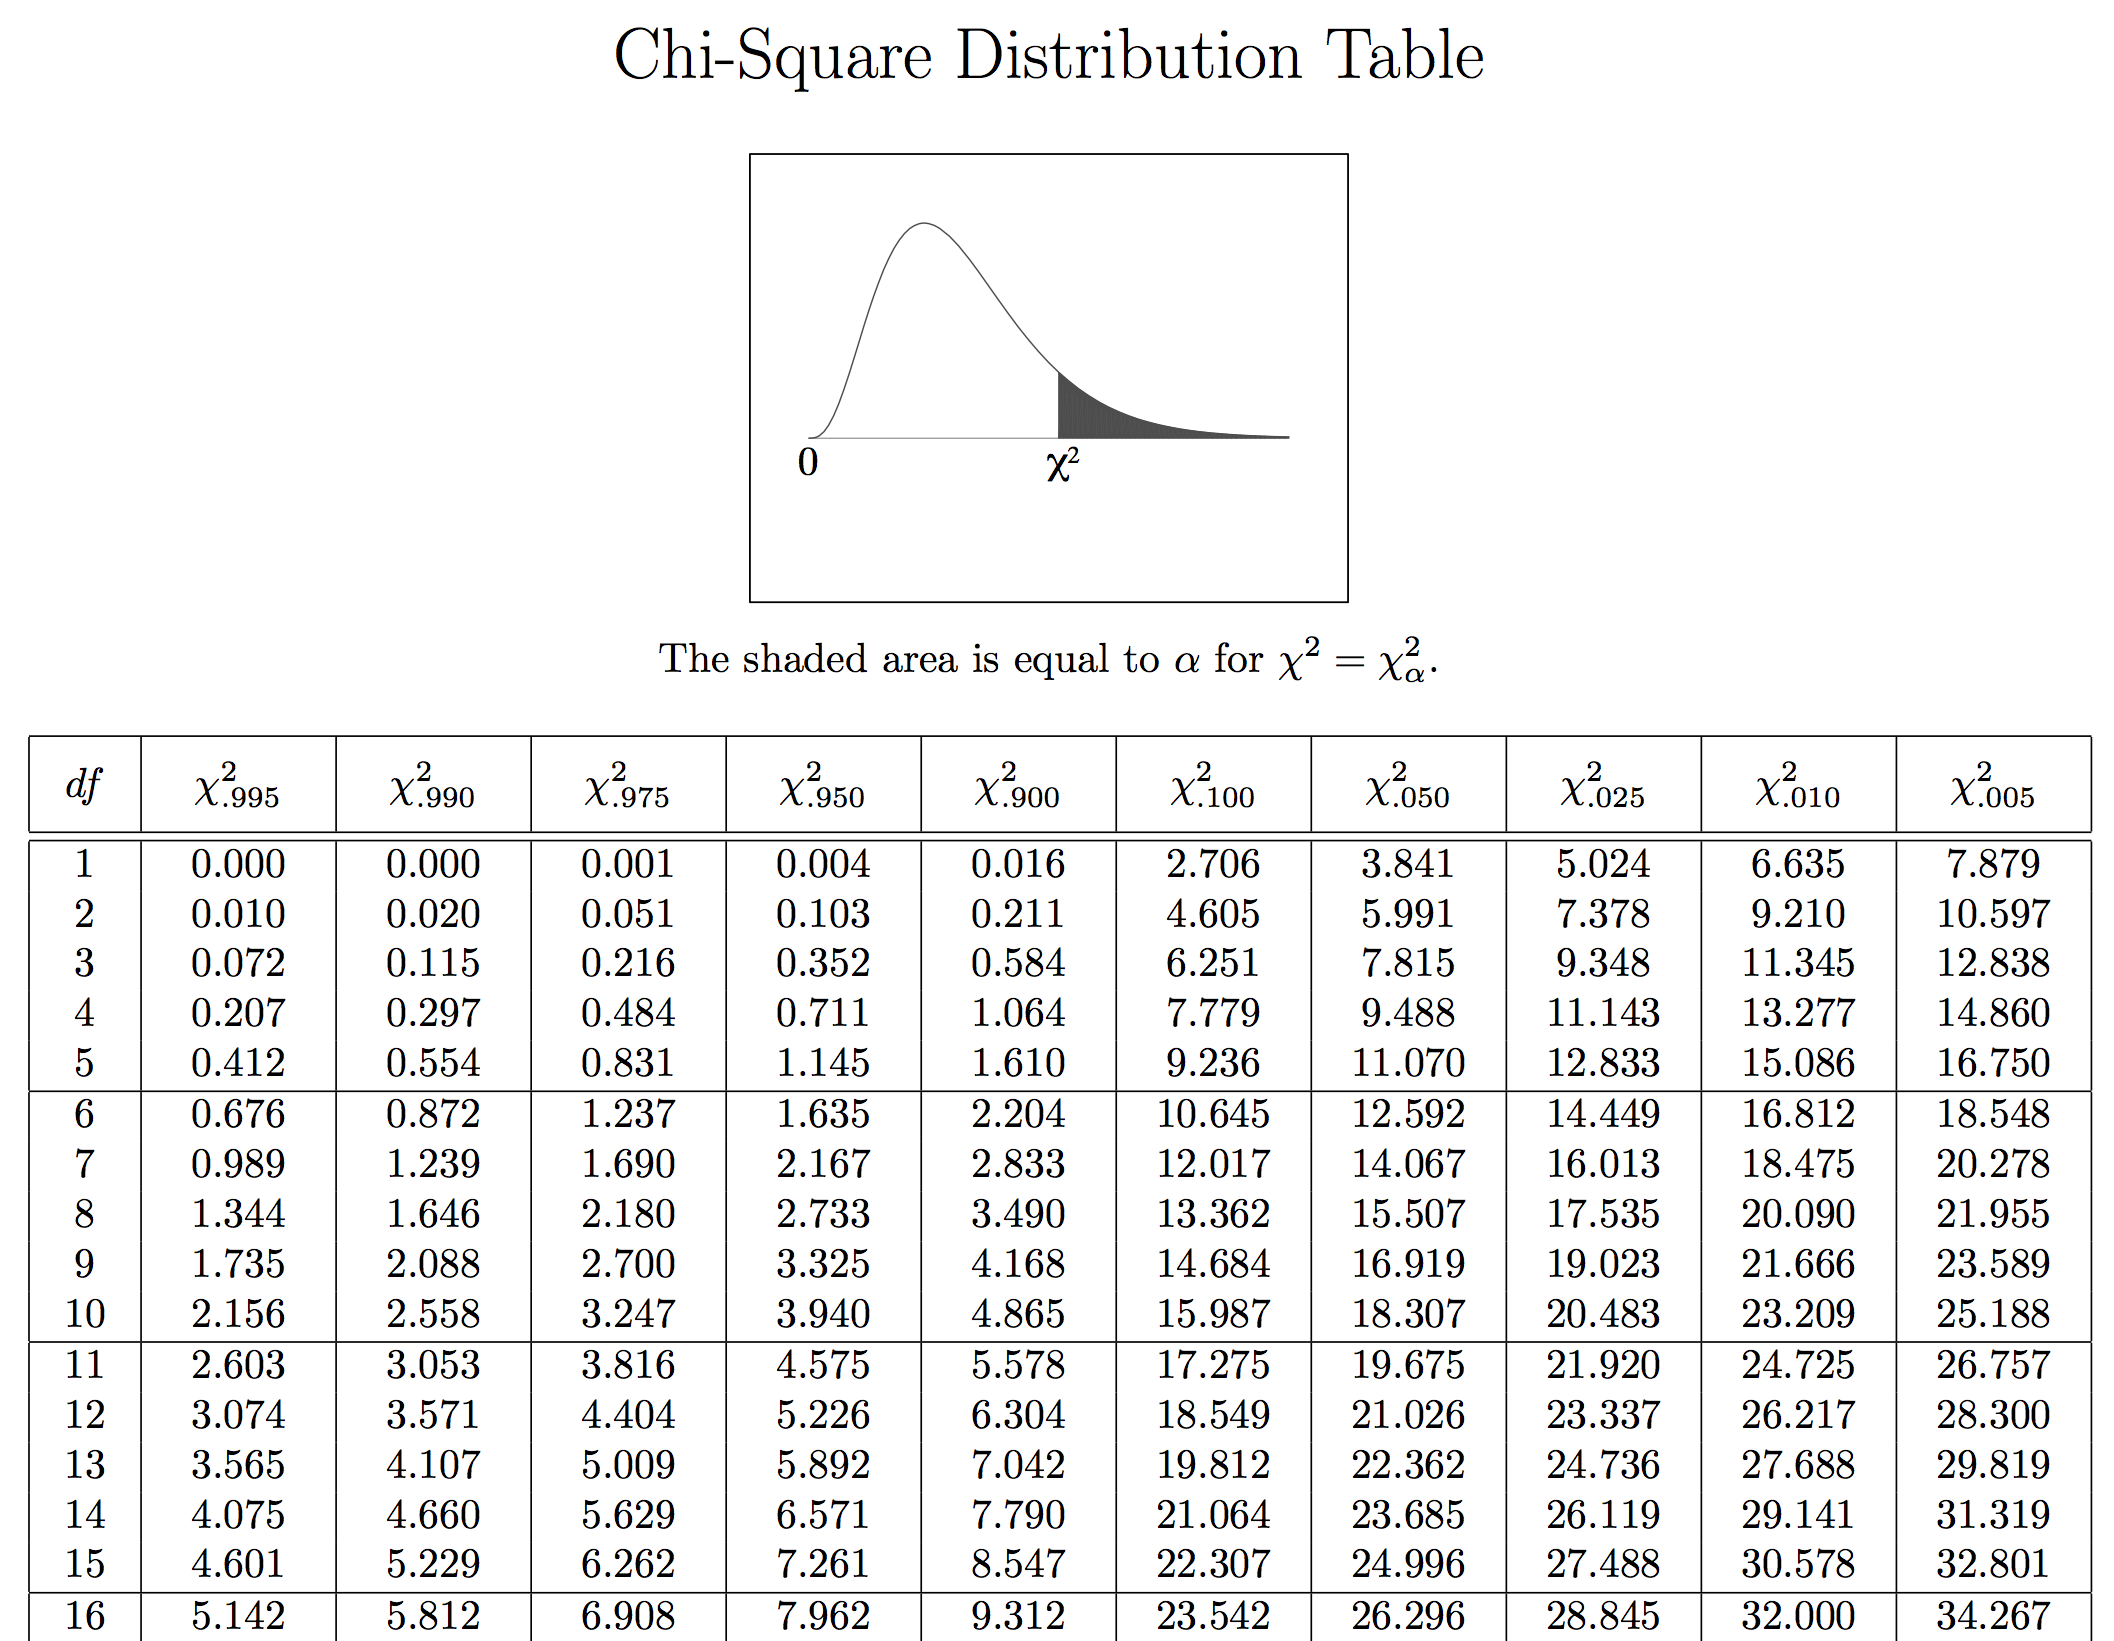 Chi-Square Distribution Table
0
χ²
The shaded area is equal to α for χ² = χ²α.
df χ².995 χ².990 χ².975 χ².950 χ².900 χ².100 χ².050 χ².025 χ².010 χ².005
1 0.000 0.000 0.001 0.004 0.016 2.706 3.841 5.024 6.635 7.879
2 0.010 0.020 0.051 0.103 0.211 4.605 5.991 7.378 9.210 10.597
3 0.072 0.115 0.216 0.352 0.584 6.251 7.815 9.348 11.345 12.838
4 0.207 0.297 0.484 0.711 1.064 7.779 9.488 11.143 13.277 14.860
5 0.412 0.554 0.831 1.145 1.610 9.236 11.070 12.833 15.086 16.750
6 0.676 0.872 1.237 1.635 2.204 10.645 12.592 14.449 16.812 18.548
7 0.989 1.239 1.690 2.167 2.833 12.017 14.067 16.013 18.475 20.278
8 1.344 1.646 2.180 2.733 3.490 13.362 15.507 17.535 20.090 21.955
9 1.735 2.088 2.700 3.325 4.168 14.684 16.919 19.023 21.666 23.589
10 2.156 2.558 3.247 3.940 4.865 15.987 18.307 20.483 23.209 25.188
11 2.603 3.053 3.816 4.575 5.578 17.275 19.675 21.920 24.725 26.757
12 3.074 3.571 4.404 5.226 6.304 18.549 21.026 23.337 26.217 28.300
13 3.565 4.107 5.009 5.892 7.042 19.812 22.362 24.736 27.688 29.819
14 4.075 4.660 5.629 6.571 7.790 21.064 23.685 26.119 29.141 31.319
15 4.601 5.229 6.262 7.261 8.547 22.307 24.996 27.488 30.578 32.801
16 5.142 5.812 6.908 7.962 9.312 23.542 26.296 28.845 32.000 34.267